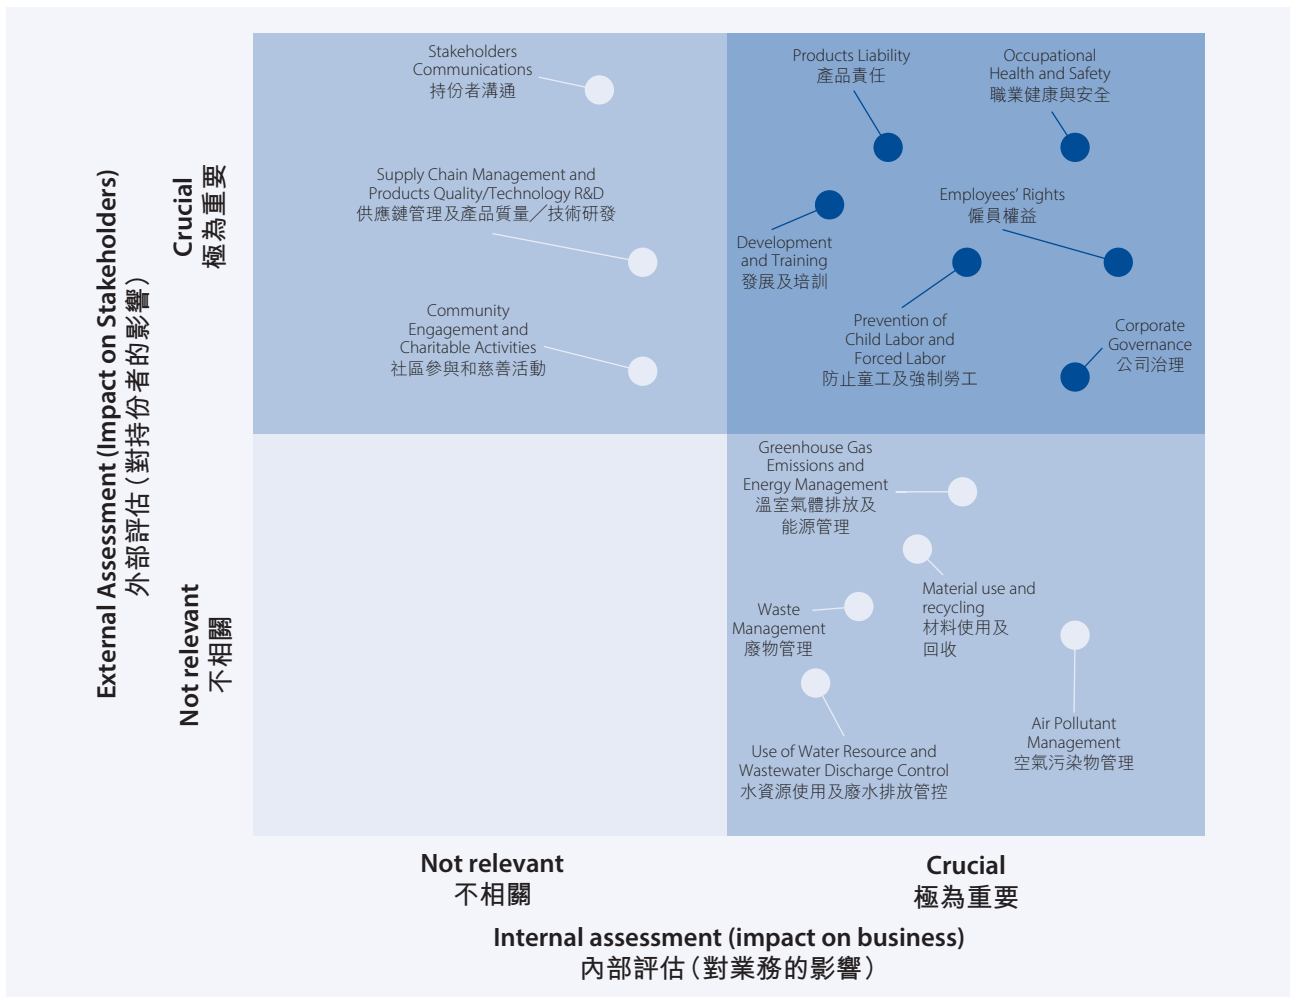 External Assessment (Impact on Stakeholders)
外部評估（對持份者的影響）
Crucial
極為重要
Not relevant
不相關
Stakeholders
Communications
持份者溝通
Supply Chain Management and
Products Quality/Technology R&D
供應鏈管理及產品質量／技術研發
Community
Engagement and
Charitable Activities
社區參與和慈善活動
Products Liability
產品責任
Occupational
Health and Safety
職業健康與安全
Employees’ Rights
僱員權益
Development
and Training
發展及培訓
Prevention of
Child Labor and
Forced Labor
防止童工及強制勞工
Corporate
Governance
公司治理
Greenhouse Gas
Emissions and
Energy Management
溫室氣體排放及
能源管理
Material use and
recycling
材料使用及
回收
Waste
Management
廢物管理
Air Pollutant
Management
空氣污染物管理
Use of Water Resource and
Wastewater Discharge Control
水資源使用及廢水排放管控
Not relevant
不相關
Crucial
極為重要
Internal assessment (impact on business)
內部評估（對業務的影響）